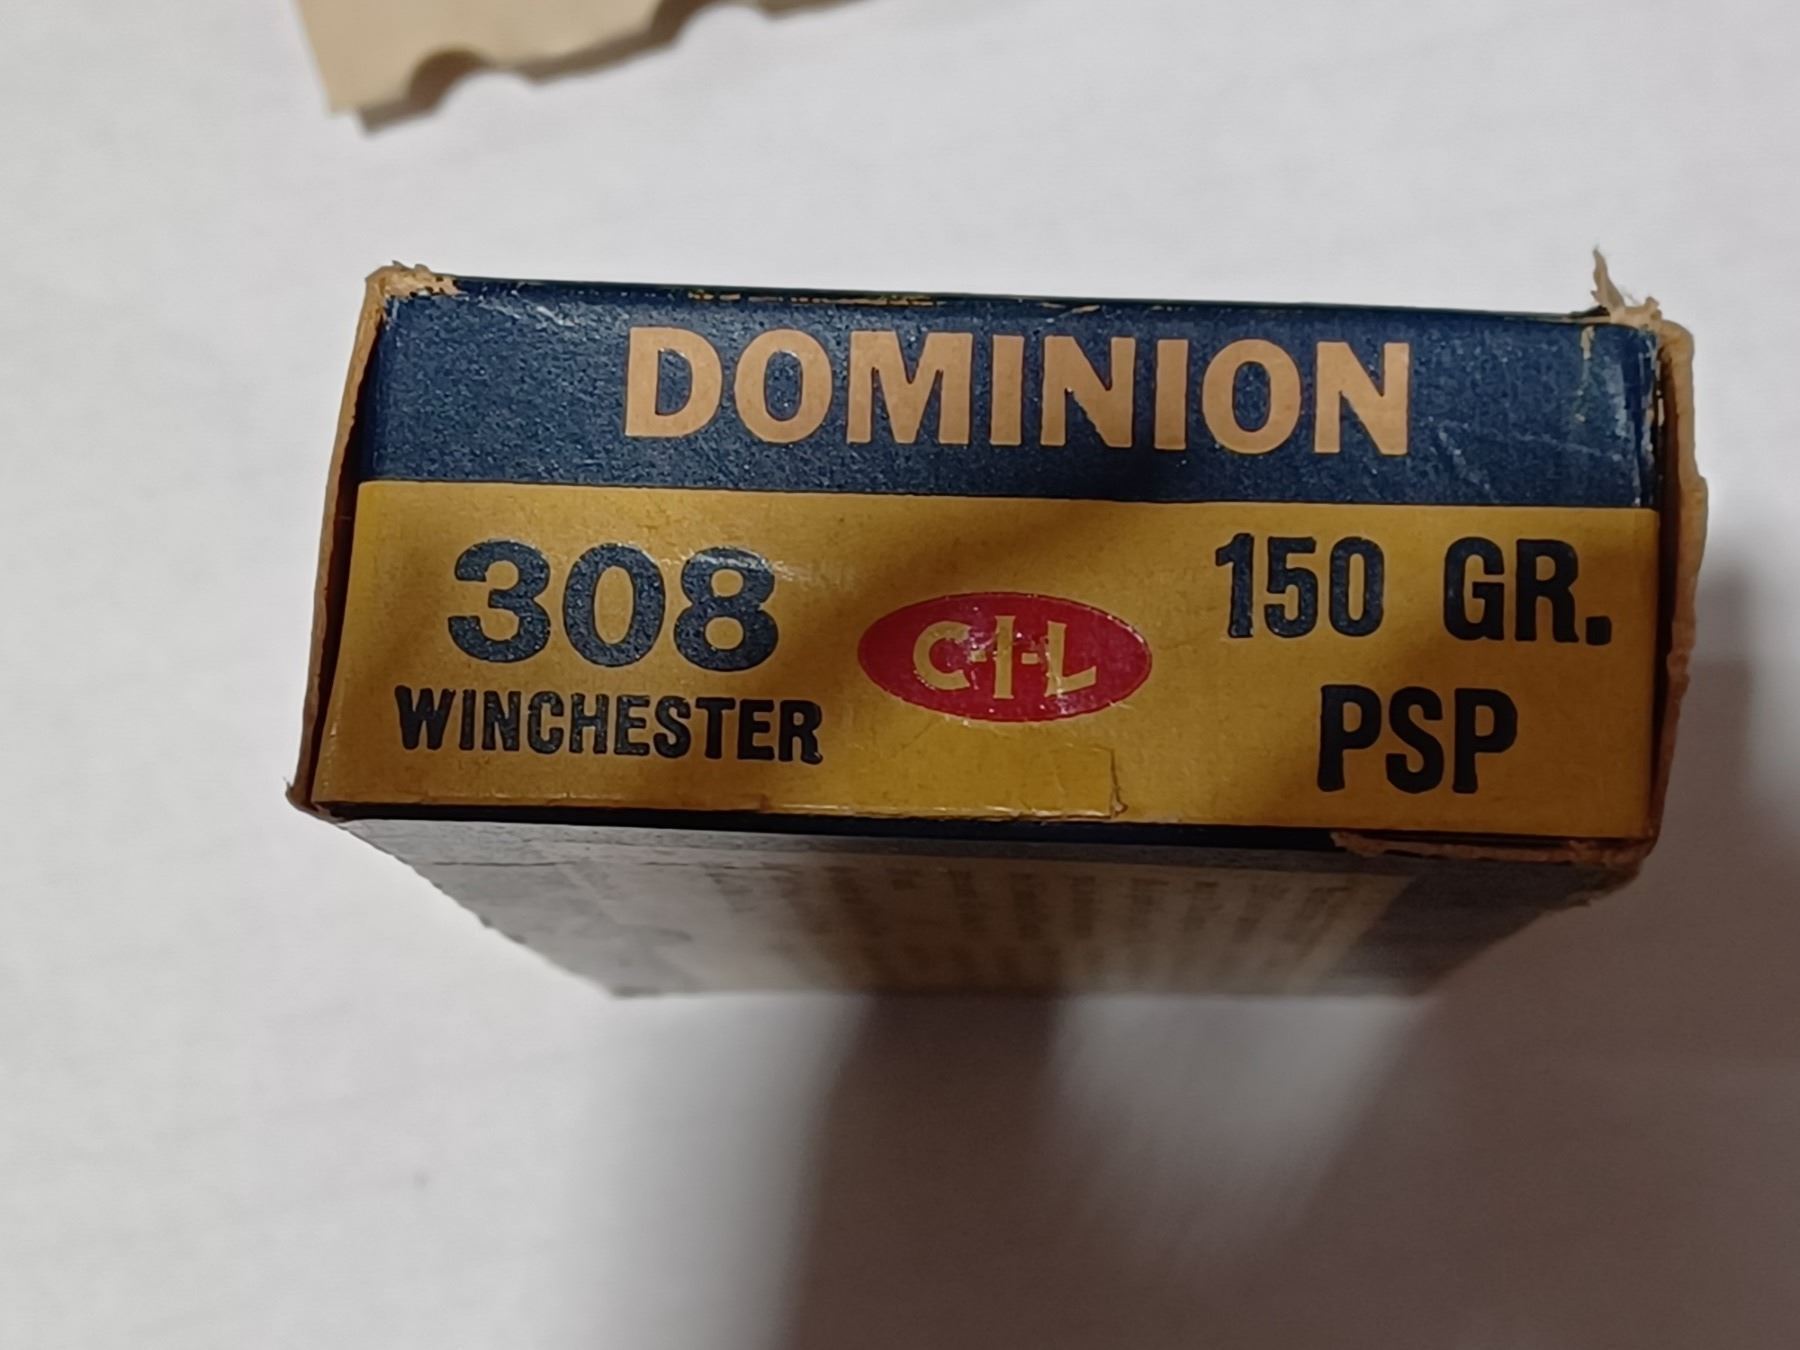 DOMINION
308
WINCHESTER
C-I-L
150 GR.
PSP